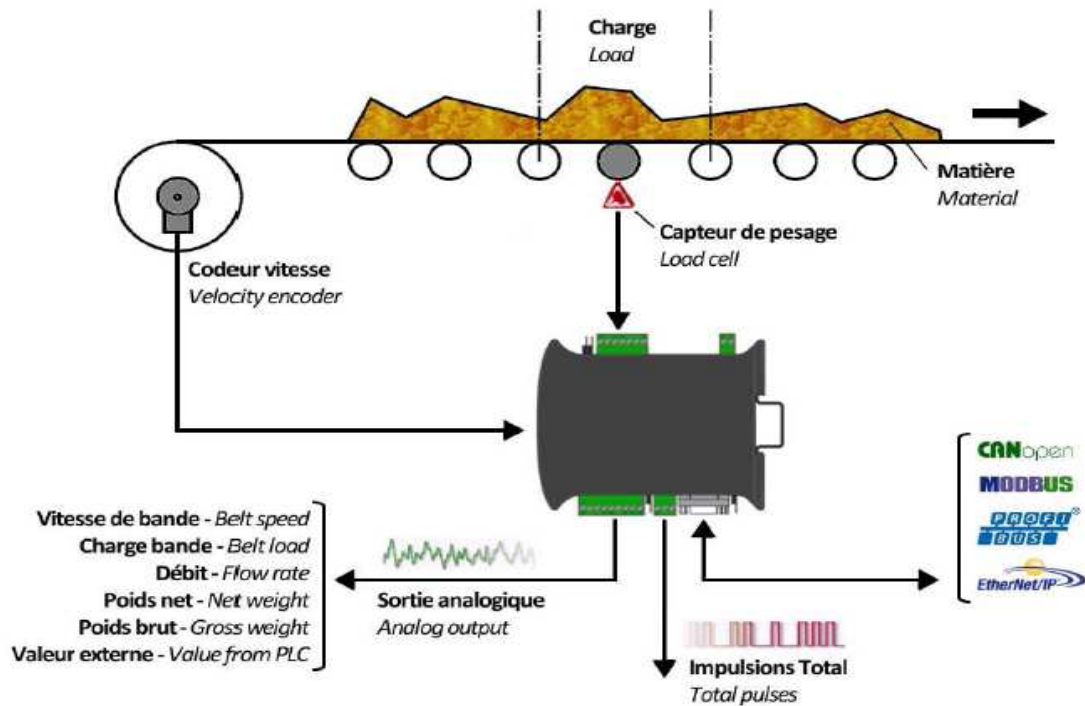 Charge
Load
Matière
Material
Capteur de pesage
Load cell
Codeur vitesse
Velocity encoder
CANopen
MODBUS
PROFI
BUS®
EtherNet/IP
Vitesse de bande - Belt speed
Charge bande - Belt load
Débit - Flow rate
Poids net - Net weight
Poids brut - Gross weight
Valeur externe - Value from PLC
Sortie analogique
Analog output
Impulsions Total
Total pulses